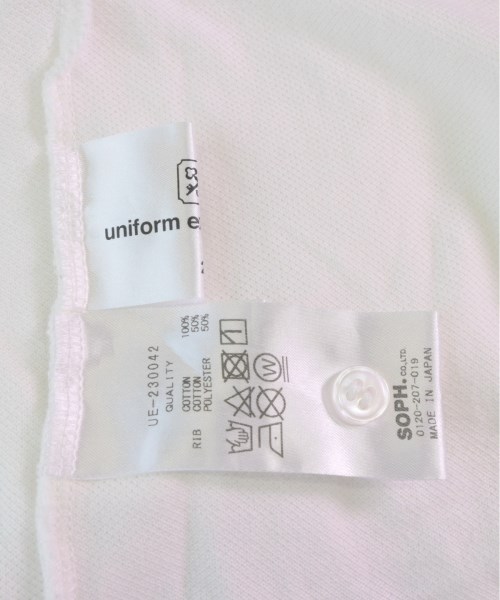 uniform e
UE-230042
QUALITY
COTTON 100%
RIB COTTON 50%
POLYESTER 50%
W
SOPH. CO.,LTD.
0120-207-019
MADE IN JAPAN